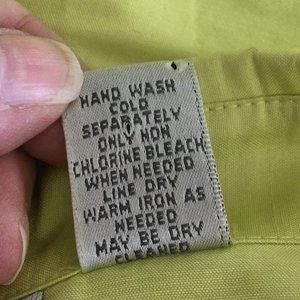 HAND WASH
COLD
SEPARATELY
ONLY NON
CHLORINE BLEACH
WHEN NEEDED
LINE DRY
WARM IRON AS
NEEDED
MAY BE DRY
CLEANED